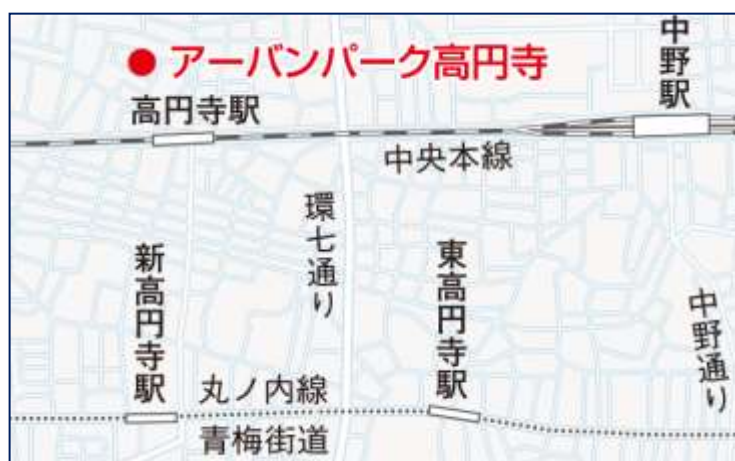 アーバンパーク高円寺
中野駅
高円寺駅
中央本線
環七通り
新高円寺駅
東高円寺駅
中野通り
丸ノ内線
青梅街道